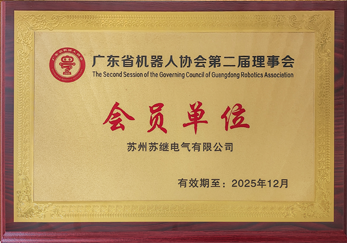 广东省机器人协会第二届理事会
The Second Session of the Governing Council of Guangdong Robotics Association
会员单位
苏州苏继电气有限公司
有效期至：2025年12月